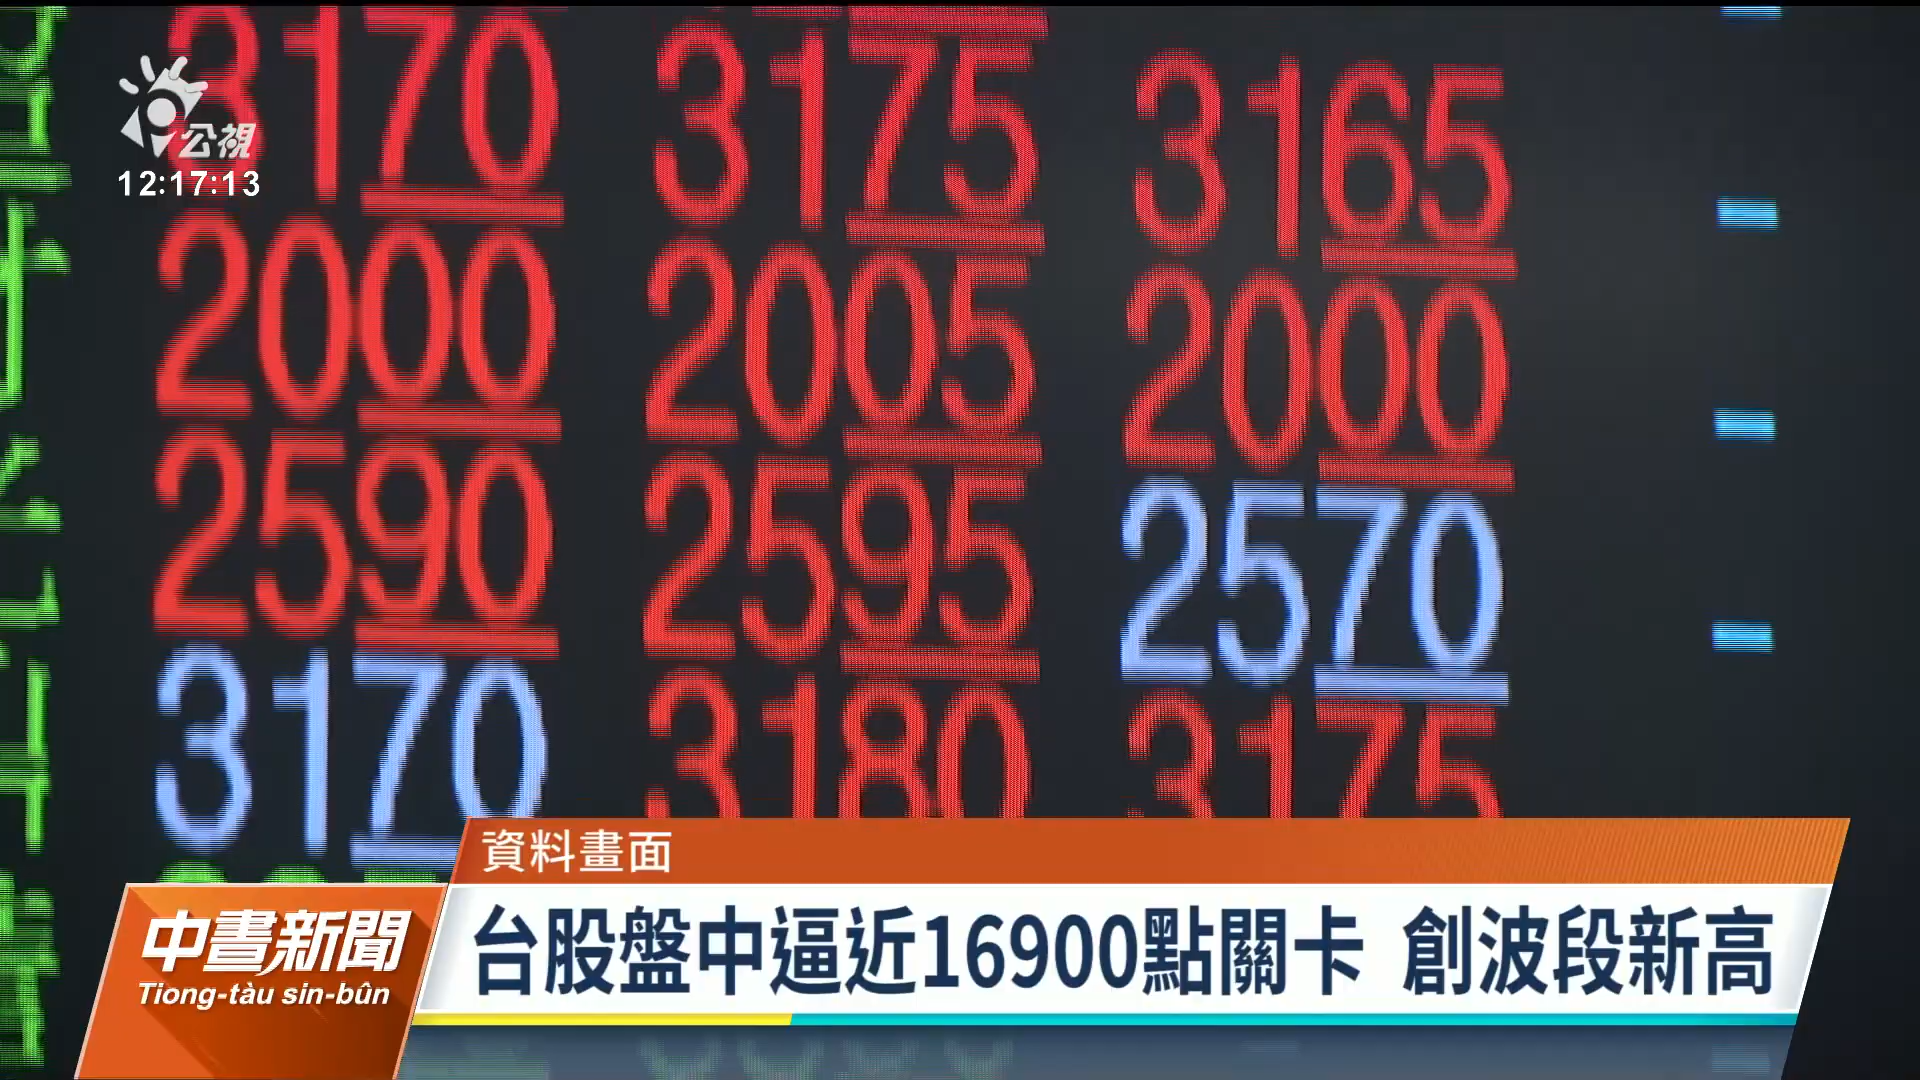 公視
12:17:13
3170 3175 3165
2000 2005 2000
2590 2595 2570
3170 3180 3175
資料畫面
中晝新聞
Tiong-tàu sin-bûn
台股盤中逼近16900點關卡 創波段新高